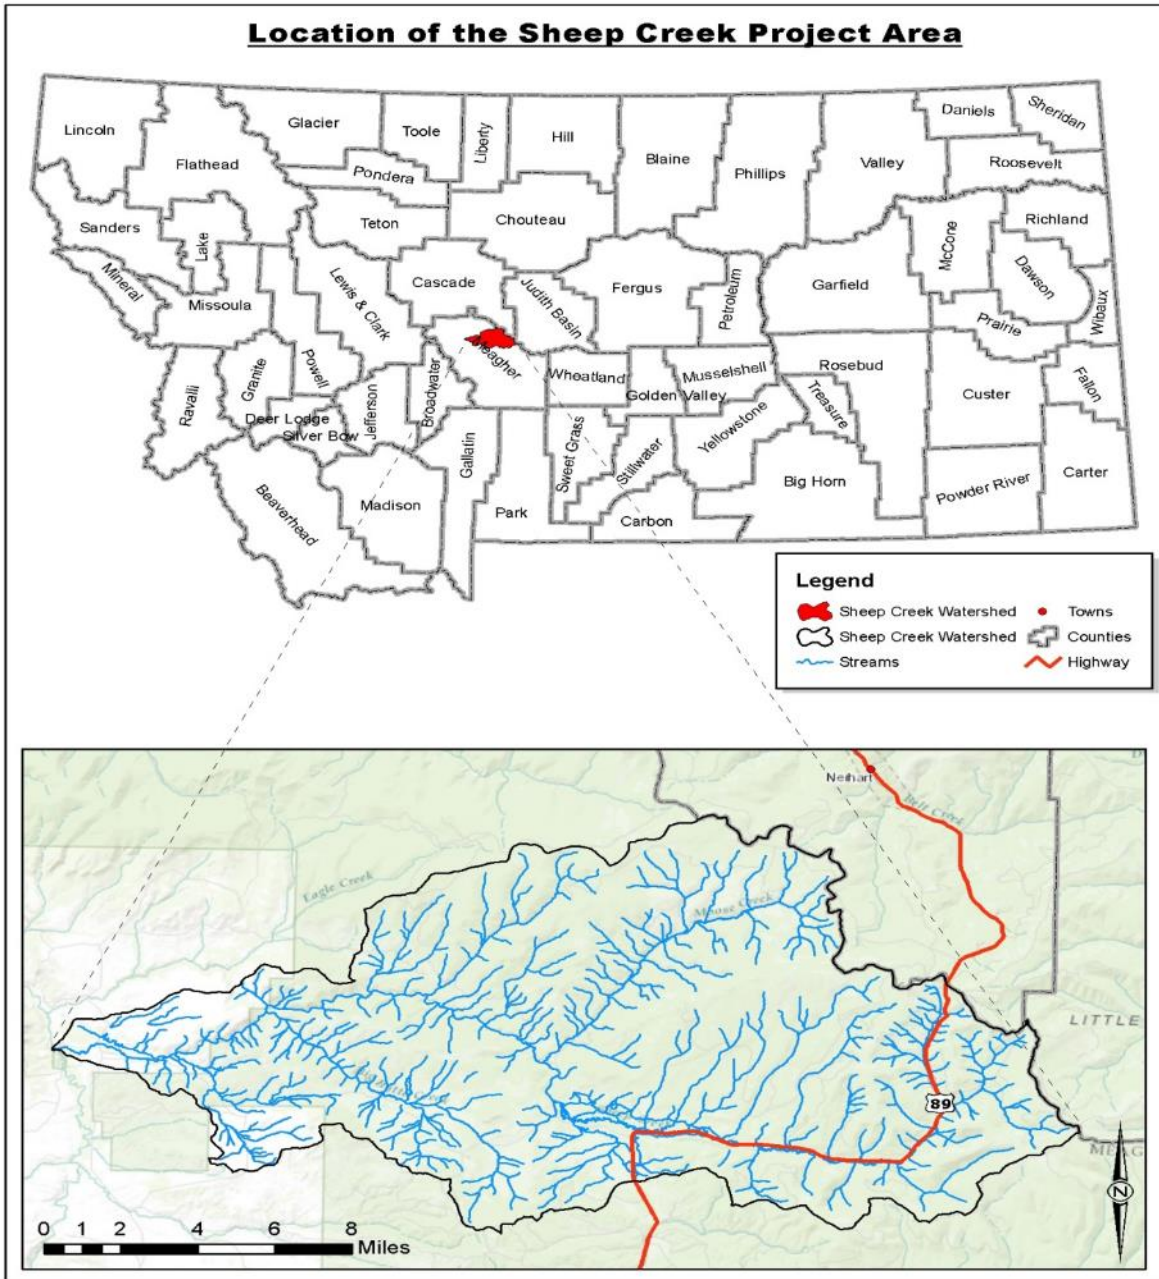 Location of the Sheep Creek Project Area
Lincoln
Flathead
Glacier
Toole
Liberty
Hill
Blaine
Phillips
Valley
Daniels
Sheridan
Roosevelt
Pondera
Teton
Chouteau
Sanders
Lake
Mineral
Missoula
Lewis & Clark
Cascade
Judith Basin
Fergus
Petroleum
Garfield
McCone
Richland
Dawson
Wibaux
Prairie
Meagher
Wheatland
Golden Valley
Musselshell
Rosebud
Treasure
Custer
Fallon
Ravalli
Granite
Powell
Deer Lodge
Silver Bow
Jefferson
Broadwater
Gallatin
Sweet Grass
Stillwater
Yellowstone
Big Horn
Powder River
Carter
Beaverhead
Madison
Park
Carbon
Legend
Sheep Creek Watershed
Towns
Sheep Creek Watershed
Counties
Streams
Highway
Neihart
Belt Creek
Eagle Creek
Moose Creek
LITTLE
89
MEAG
N
0 1 2 4 6 8
Miles